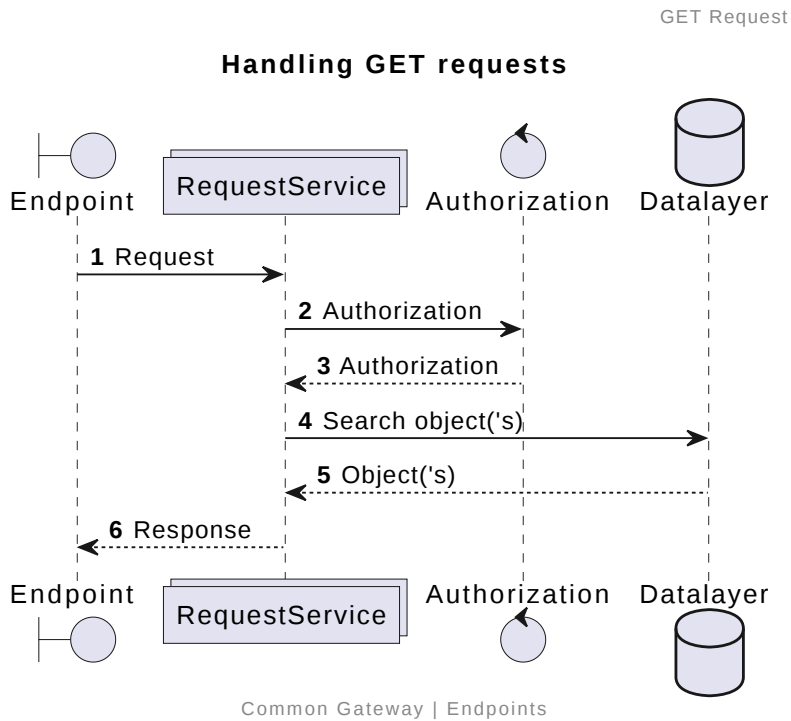 GET Request
Handling GET requests
Endpoint
RequestService
Authorization
Datalayer
1 Request
2 Authorization
3 Authorization
4 Search object('s)
5 Object('s)
6 Response
Endpoint
RequestService
Authorization
Datalayer
Common Gateway | Endpoints